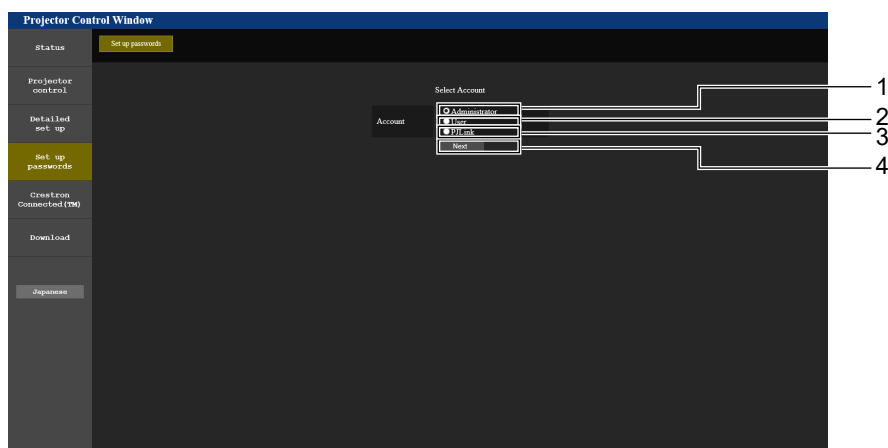 Projector Control Window
Status
Set up passwords
Projector
control
Detailed
set up
Set up
passwords
Crestron
Connected(TM)
Download
Japanese
Select Account
Account
Administrator
User
PJLink
Next
1
2
3
4